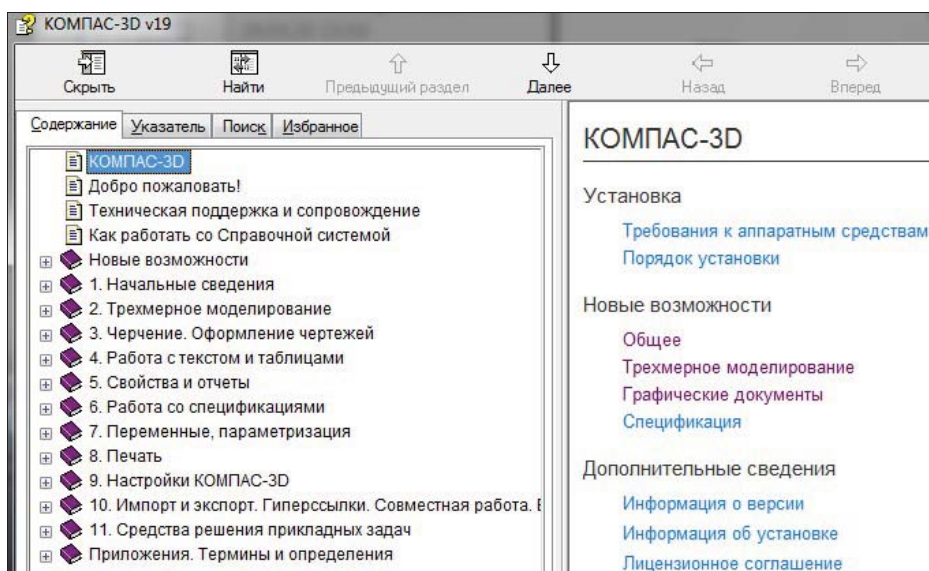 КОМПАС-3D v19
Скрыть
Найти
Предыдущий раздел
Далее
Назад
Вперед
Содержание
Указатель
Поиск
Избранное
КОМПАС-3D
Добро пожаловать!
Техническая поддержка и сопровождение
Как работать со Справочной системой
Новые возможности
1. Начальные сведения
2. Трехмерное моделирование
3. Черчение. Оформление чертежей
4. Работа с текстом и таблицами
5. Свойства и отчеты
6. Работа со спецификациями
7. Переменные, параметризация
8. Печать
9. Настройки КОМПАС-3D
10. Импорт и экспорт. Гиперссылки. Совместная работа.
11. Средства решения прикладных задач
Приложения. Термины и определения
КОМПАС-3D
Установка
Требования к аппаратным средствам
Порядок установки
Новые возможности
Общее
Трехмерное моделирование
Графические документы
Спецификация
Дополнительные сведения
Информация о версии
Информация об установке
Лицензионное соглашение